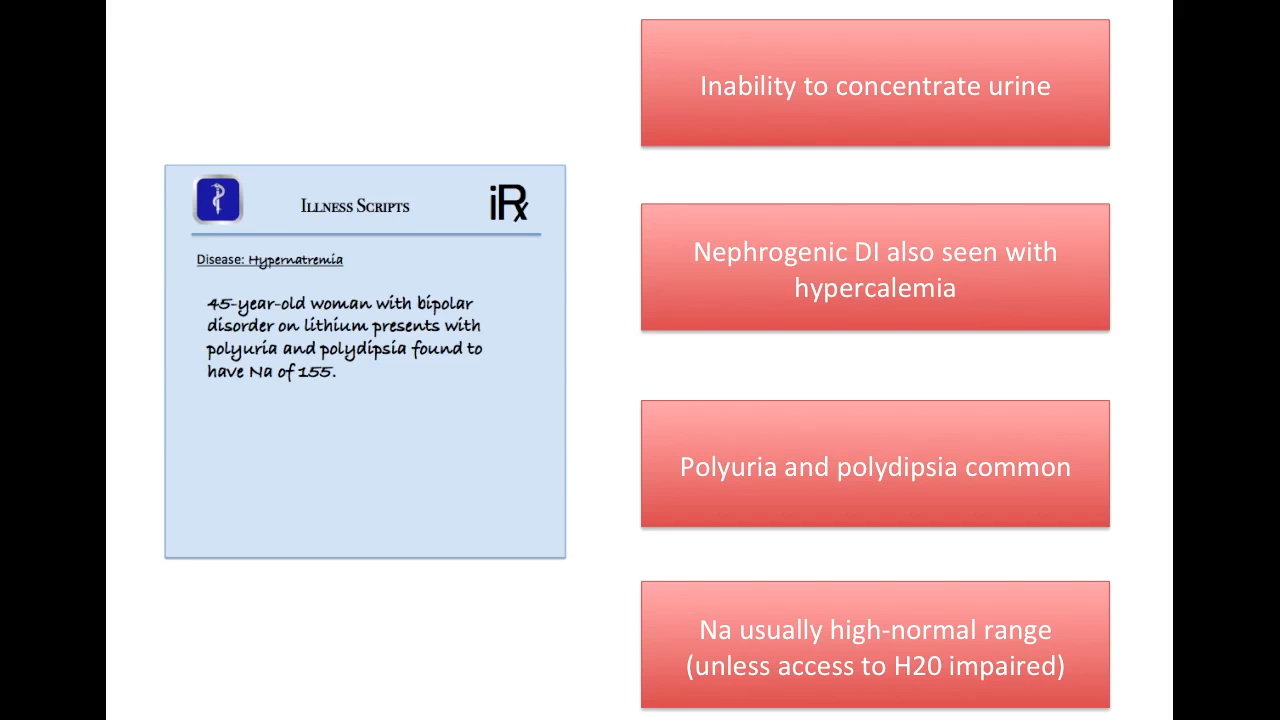 Illness Scripts
iRx
Disease: Hypernatremia
45-year-old woman with bipolar
disorder on lithium presents with
polyuria and polydipsia found to
have Na of 155.
Inability to concentrate urine
Nephrogenic DI also seen with
hypercalemia
Polyuria and polydipsia common
Na usually high-normal range
(unless access to H20 impaired)